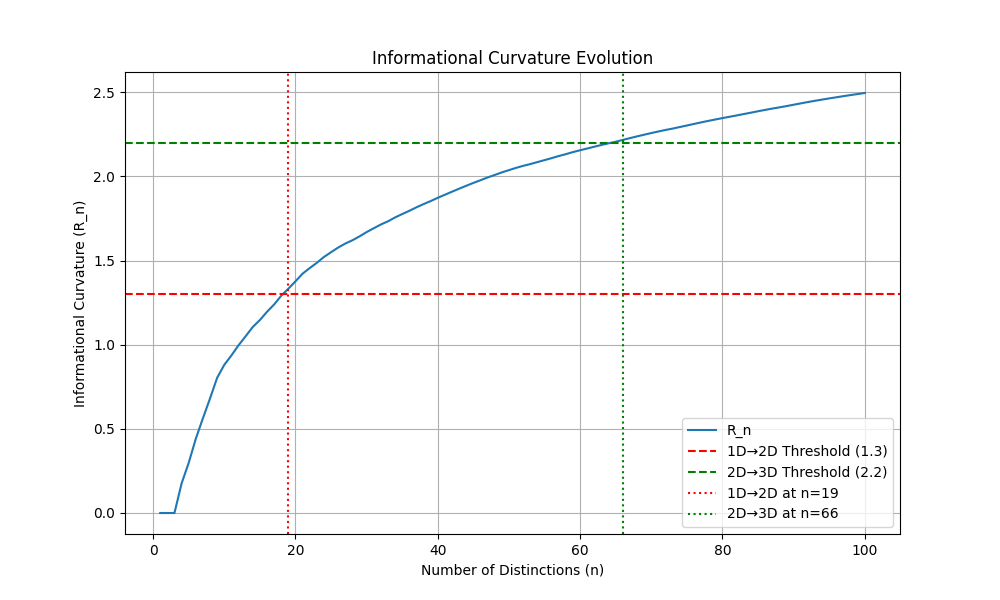 Informational Curvature Evolution
Informational Curvature (R_n)
2.5
2.0
1.5
1.0
0.5
0.0
0 20 40 60 80 100
Number of Distinctions (n)
R_n
1D→2D Threshold (1.3)
2D→3D Threshold (2.2)
1D→2D at n=19
2D→3D at n=66